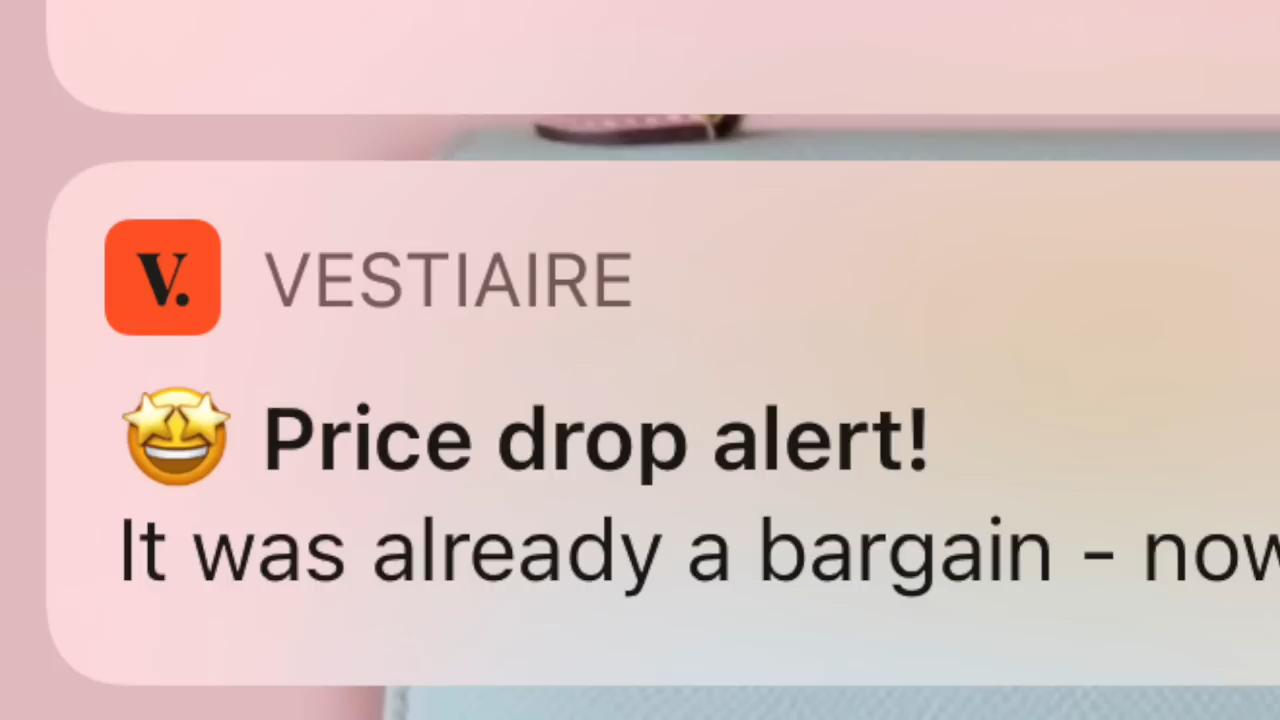 V.
VESTIAIRE
🤩 Price drop alert!
It was already a bargain - now